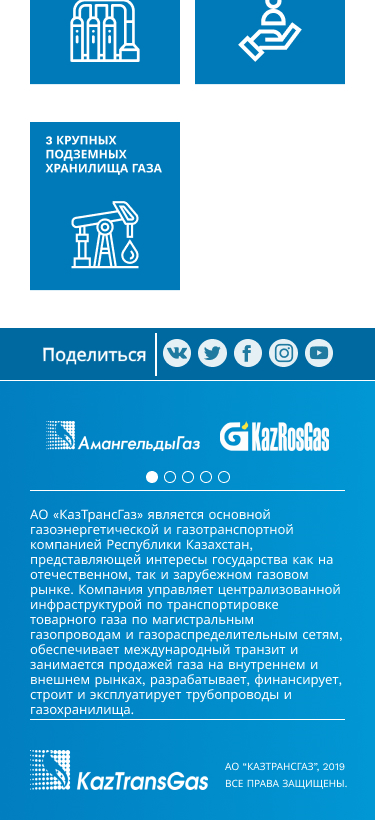 3 КРУПНЫХ
ПОДЗЕМНЫХ
ХРАНИЛИЩА ГАЗА
Поделиться
АмангельдыГаз
KazRosGas
АО «КазТрансГаз» является основной
газоэнергетической и газотранспортной
компанией Республики Казахстан,
представляющей интересы государства как на
отечественном, так и зарубежном газовом
рынке. Компания управляет централизованной
инфраструктурой по транспортировке
товарного газа по магистральным
газопроводам и газораспределительным сетям,
обеспечивает международный транзит и
занимается продажей газа на внутреннем и
внешнем рынках, разрабатывает, финансирует,
строит и эксплуатирует трубопроводы и
газохранилища.
KazTransGas
АО “КАЗТРАНСГАЗ”, 2019
ВСЕ ПРАВА ЗАЩИЩЕНЫ.